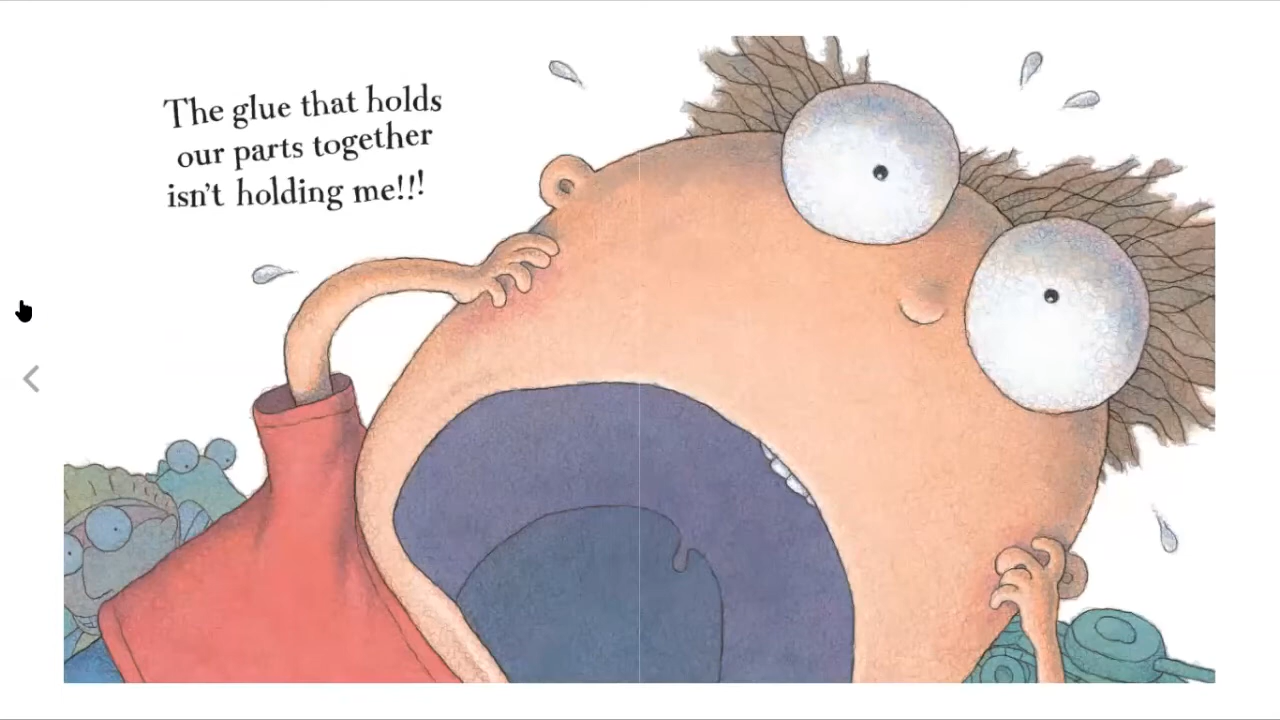 The glue that holds
our parts together
isn't holding me!!!